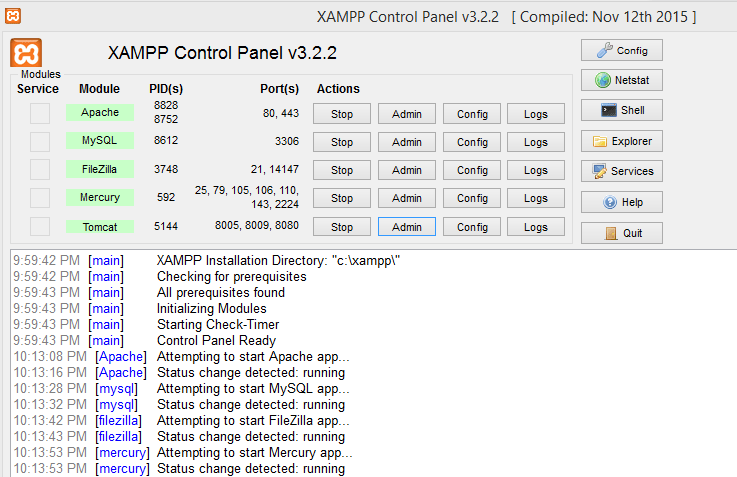 XAMPP Control Panel v3.2.2 [ Compiled: Nov 12th 2015 ]
XAMPP Control Panel v3.2.2
Config
Modules
Service Module PID(s) Port(s) Actions
Netstat
Apache 8828 8752 80, 443 Stop Admin Config Logs
Shell
MySQL 8612 3306 Stop Admin Config Logs
Explorer
FileZilla 3748 21, 14147 Stop Admin Config Logs
Services
Mercury 592 25, 79, 105, 106, 110, 143, 2224 Stop Admin Config Logs
Help
Tomcat 5144 8005, 8009, 8080 Stop Admin Config Logs
Quit
9:59:42 PM [main] XAMPP Installation Directory: "c:\xampp\"
9:59:42 PM [main] Checking for prerequisites
9:59:43 PM [main] All prerequisites found
9:59:43 PM [main] Initializing Modules
9:59:43 PM [main] Starting Check-Timer
9:59:43 PM [main] Control Panel Ready
10:13:08 PM [Apache] Attempting to start Apache app...
10:13:16 PM [Apache] Status change detected: running
10:13:28 PM [mysql] Attempting to start MySQL app...
10:13:32 PM [mysql] Status change detected: running
10:13:42 PM [filezilla] Attempting to start FileZilla app...
10:13:43 PM [filezilla] Status change detected: running
10:13:53 PM [mercury] Attempting to start Mercury app...
10:13:53 PM [mercury] Status change detected: running